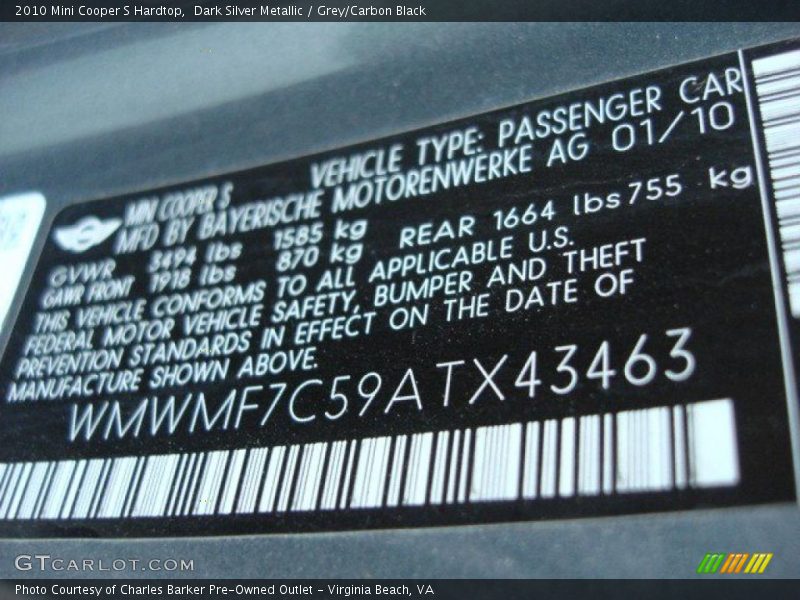 2010 Mini Cooper S Hardtop,  Dark Silver Metallic / Grey/Carbon Black
MINI COOPER S VEHICLE TYPE: PASSENGER CAR
MFD BY BAYERISCHE MOTORENWERKE AG 01/10
GVWR 3494 lbs 1585 kg
GAWR FRONT 1918 lbs 870 kg REAR 1664 lbs 755 kg
THIS VEHICLE CONFORMS TO ALL APPLICABLE U.S.
FEDERAL MOTOR VEHICLE SAFETY, BUMPER AND THEFT
PREVENTION STANDARDS IN EFFECT ON THE DATE OF
MANUFACTURE SHOWN ABOVE.
WMWMF7C59ATX43463
GTCARLOT.COM
Photo Courtesy of Charles Barker Pre-Owned Outlet - Virginia Beach, VA